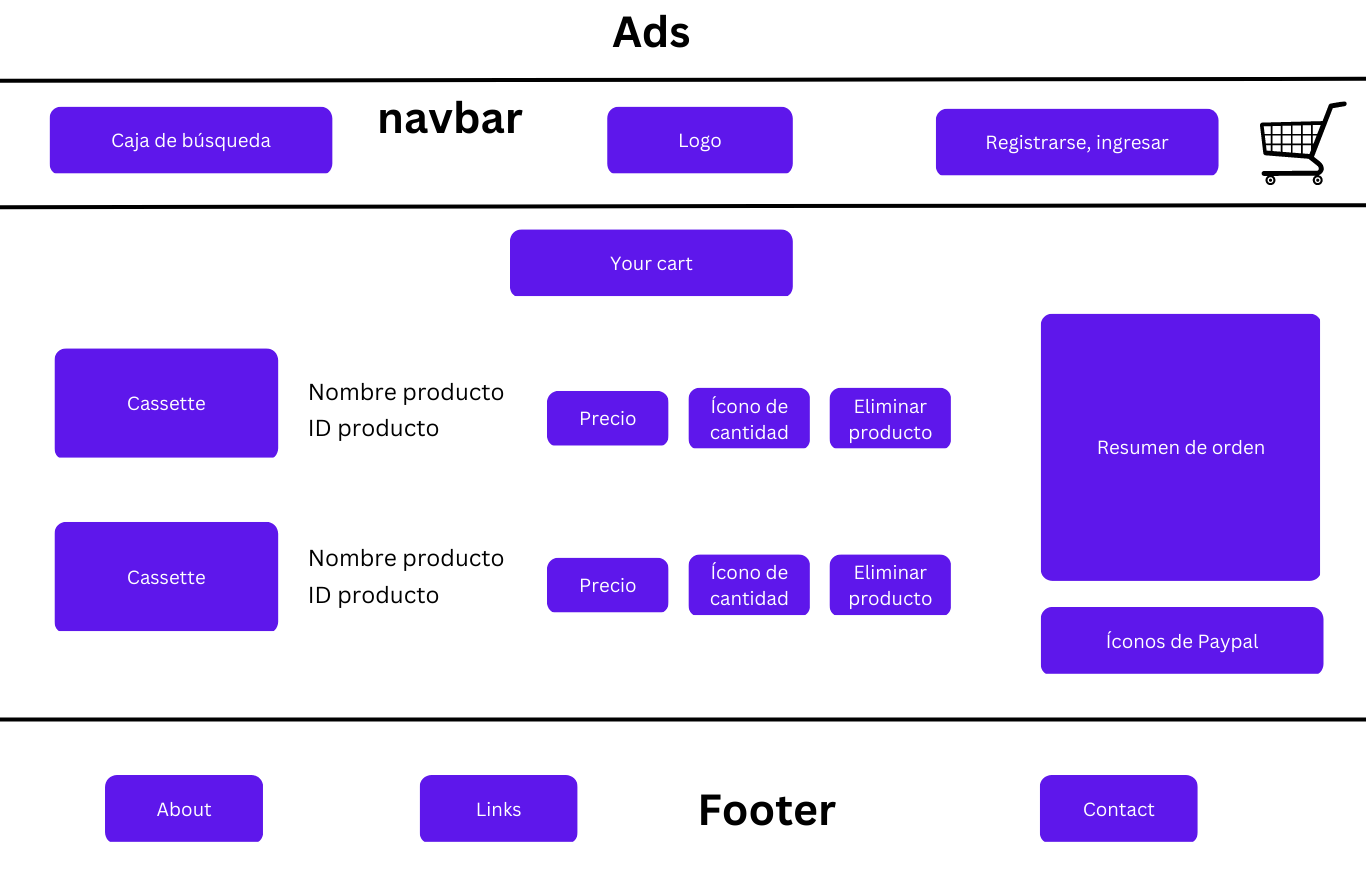 Ads
Caja de búsqueda
navbar
Logo
Registrarse, ingresar
Your cart
Cassette
Nombre producto
ID producto
Precio
Ícono de
cantidad
Eliminar
producto
Resumen de orden
Cassette
Nombre producto
ID producto
Precio
Ícono de
cantidad
Eliminar
producto
Íconos de Paypal
About
Links
Footer
Contact